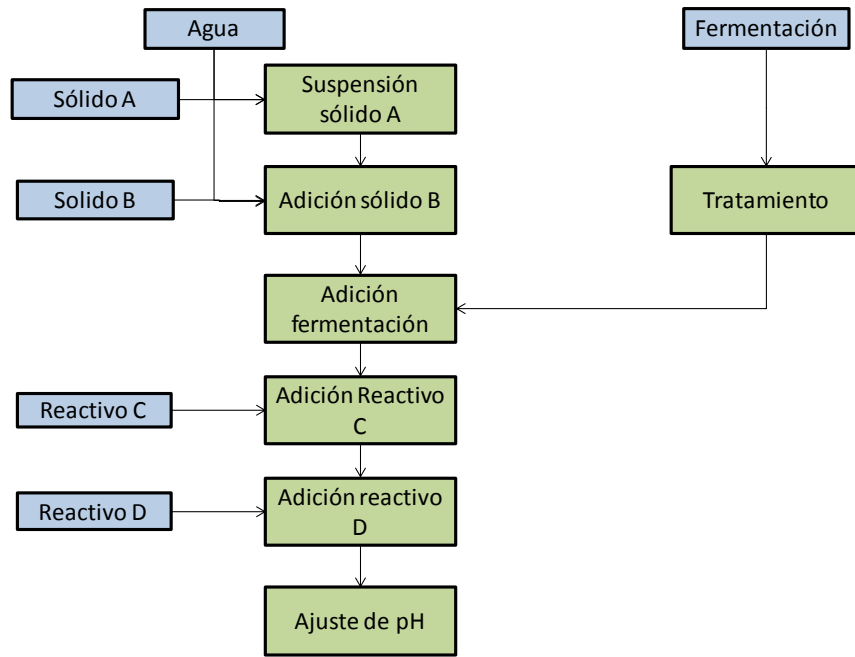 Agua
Fermentación
Sólido A
Suspensión
sólido A
Solido B
Adición sólido B
Tratamiento
Adición
fermentación
Reactivo C
Adición Reactivo
C
Reactivo D
Adición reactivo
D
Ajuste de pH